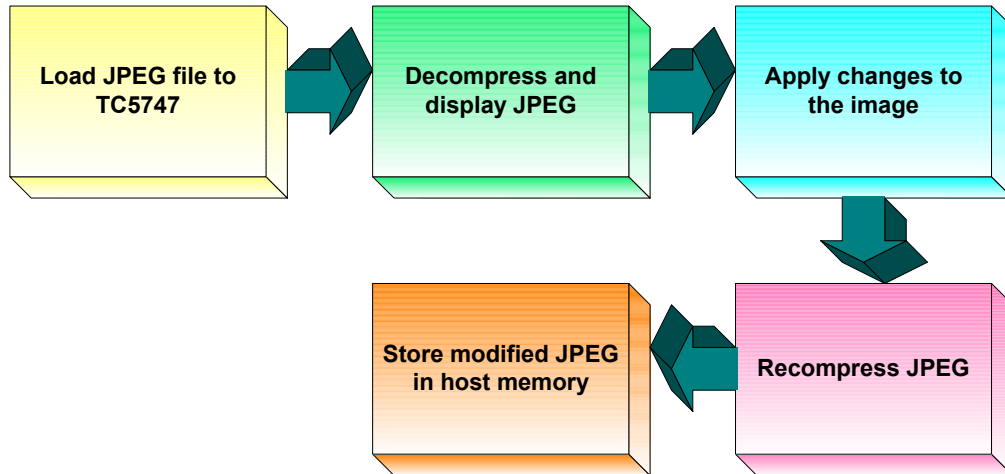 Load JPEG file to
TC5747
Decompress and
display JPEG
Apply changes to
the image
Recompress JPEG
Store modified JPEG
in host memory